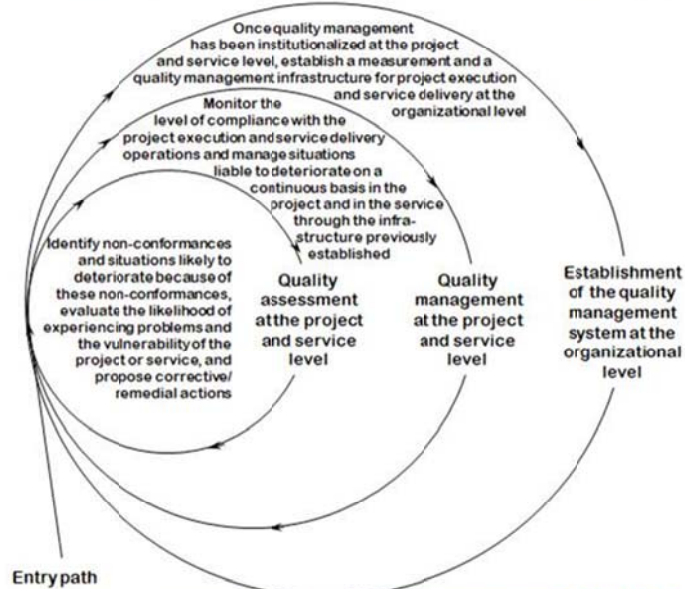 Once quality management
has been institutionalized at the project
and service level, establish a measurement and a
quality management infrastructure for project execution
and service delivery at the
organizational level
Monitor the
level of compliance with the
project execution and service delivery
operations and manage situations
liable to deteriorate on a
continuous basis in the
project and in the service
through the infra-
structure previously
established
Identify non-conformances
and situations likely to
deteriorate because of
these non-conformances,
evaluate the likelihood of
experiencing problems and
the vulnerability of the
project or service, and
propose corrective/
remedial actions
Quality
assessment
at the project
and service
level
Quality
management
at the project
and service
level
Establishment
of the quality
management
system at the
organizational
level
Entry path